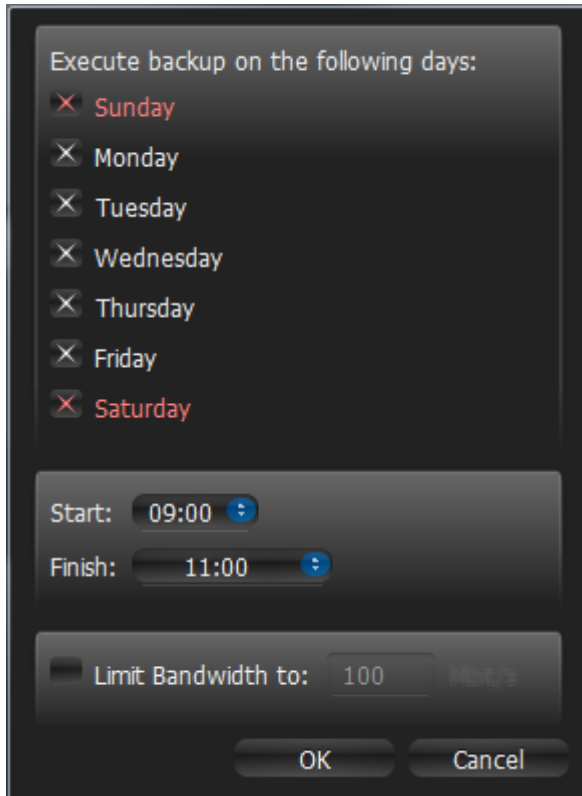 Execute backup on the following days:
Sunday
Monday
Tuesday
Wednesday
Thursday
Friday
Saturday
Start: 09:00
Finish: 11:00
Limit Bandwidth to: 100 Mbit/s
OK Cancel